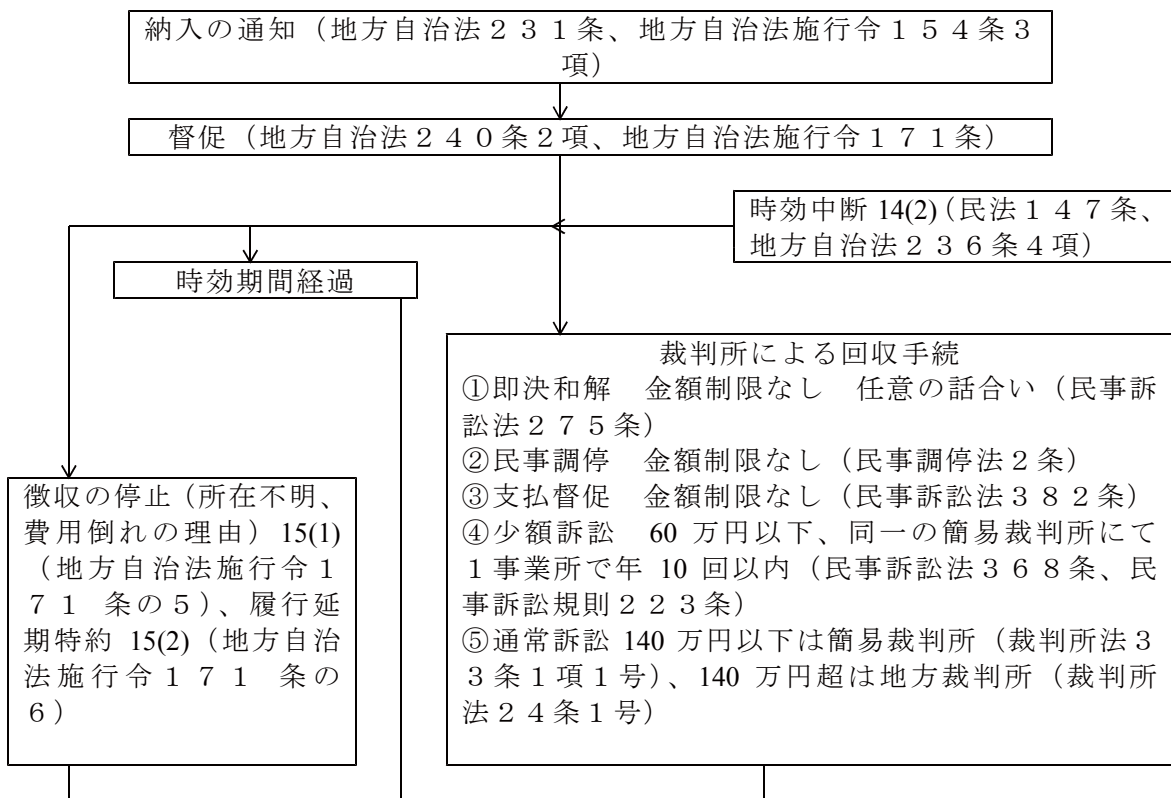 納入の通知（地方自治法２３１条、地方自治法施行令１５４条３
項）
督促（地方自治法２４０条２項、地方自治法施行令１７１条）
時効中断 14(2)（民法１４７条、
地方自治法２３６条４項）
時効期間経過
裁判所による回収手続
①即決和解　金額制限なし　任意の話合い（民事訴
訟法２７５条）
②民事調停　金額制限なし（民事調停法２条）
③支払督促　金額制限なし（民事訴訟法３８２条）
④少額訴訟　60 万円以下、同一の簡易裁判所にて
１事業所で年 10 回以内（民事訴訟法３６８条、民
事訴訟規則２２３条）
⑤通常訴訟 140 万円以下は簡易裁判所（裁判所法３
３条１項１号）、140 万円超は地方裁判所（裁判所
法２４条１号）
徴収の停止（所在不明、
費用倒れの理由）15(1)
（地方自治法施行令１
７１ 条の５）、履行延
期特約 15(2)（地方自治
法施行令１７１ 条の
６）